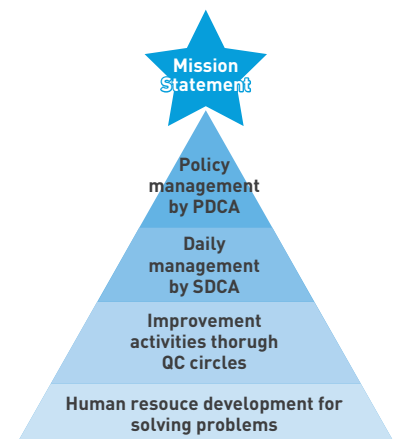 Mission
Statement
Policy
management
by PDCA
Daily
management
by SDCA
Improvement
activities thorugh
QC circles
Human resouce development for
solving problems